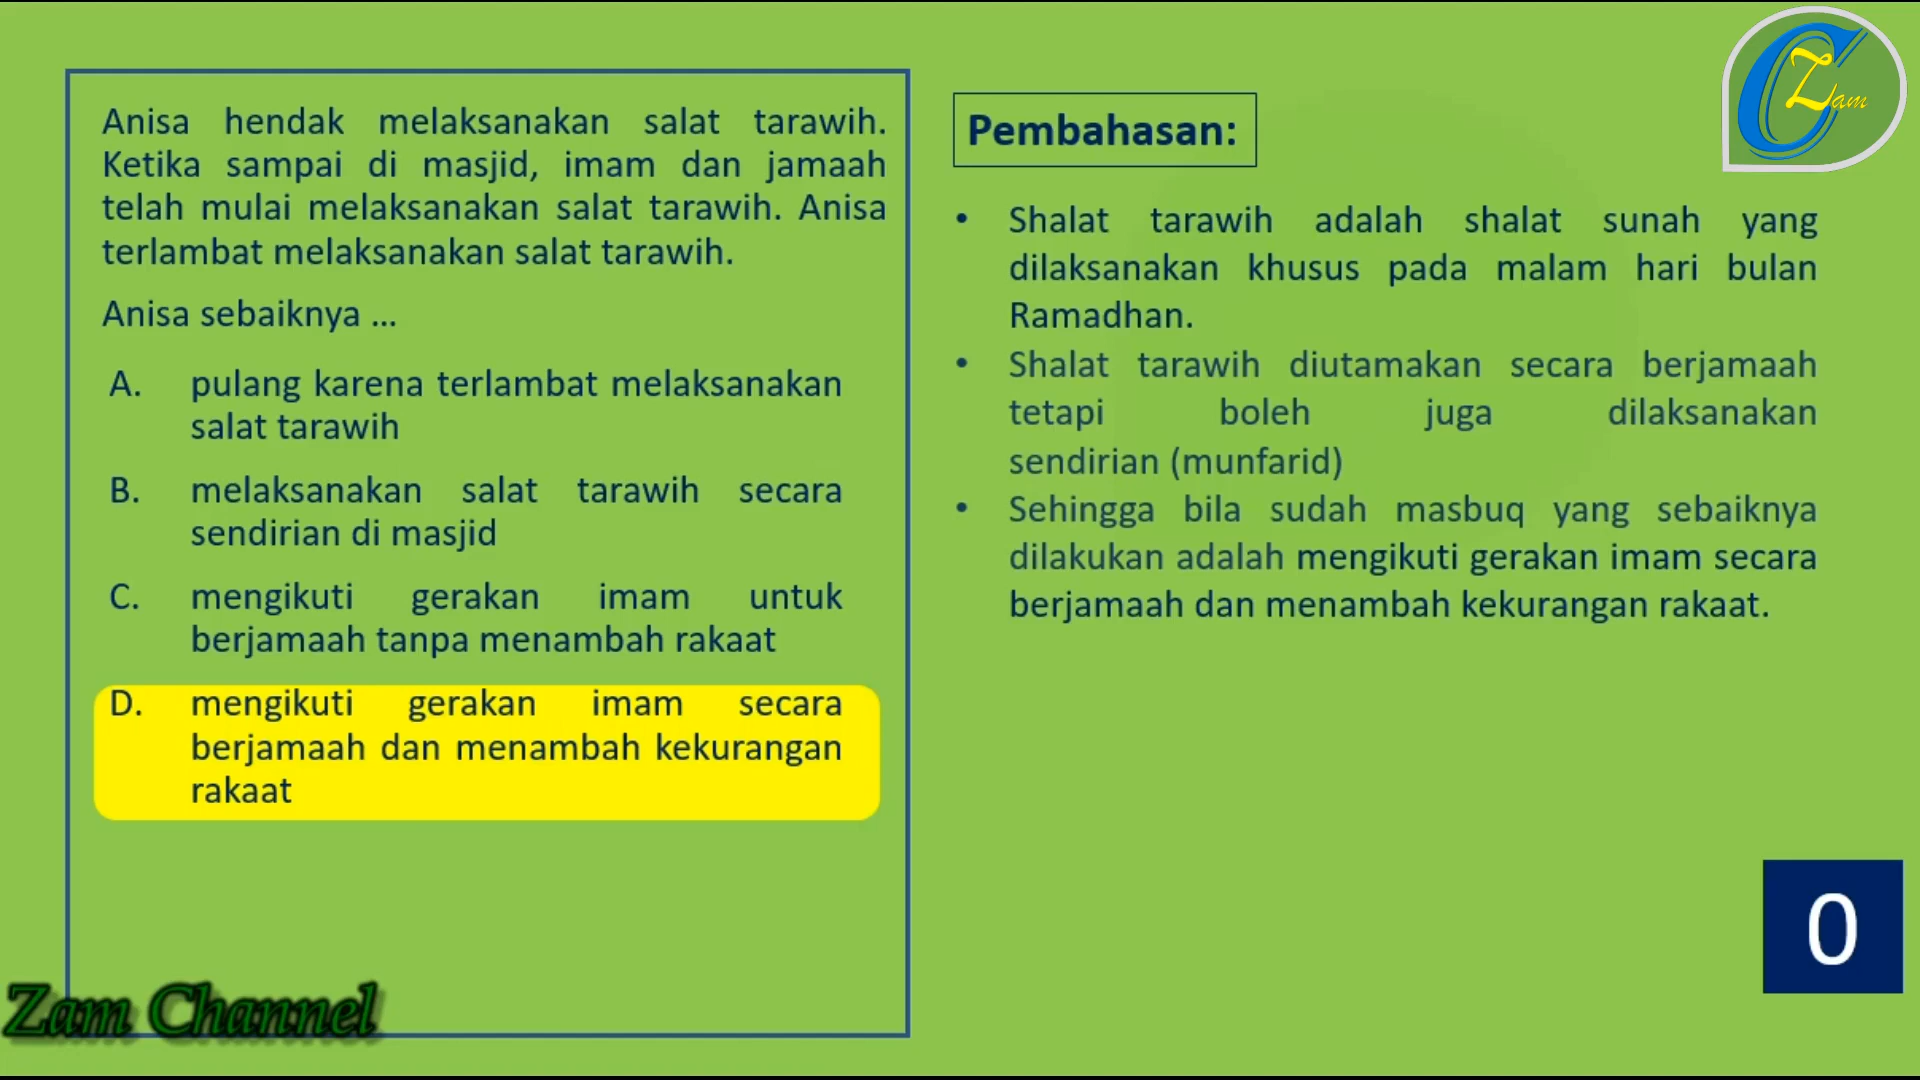 Anisa hendak melaksanakan salat tarawih.
Ketika sampai di masjid, imam dan jamaah
telah mulai melaksanakan salat tarawih. Anisa
terlambat melaksanakan salat tarawih.
Anisa sebaiknya ...
A. pulang karena terlambat melaksanakan
salat tarawih
B. melaksanakan salat tarawih secara
sendirian di masjid
C. mengikuti gerakan imam untuk
berjamaah tanpa menambah rakaat
D. mengikuti gerakan imam secara
berjamaah dan menambah kekurangan
rakaat
Zam Channel
C Zam
Pembahasan:
• Shalat tarawih adalah shalat sunah yang
dilaksanakan khusus pada malam hari bulan
Ramadhan.
• Shalat tarawih diutamakan secara berjamaah
tetapi boleh juga dilaksanakan
sendirian (munfarid)
• Sehingga bila sudah masbuq yang sebaiknya
dilakukan adalah mengikuti gerakan imam secara
berjamaah dan menambah kekurangan rakaat.
0